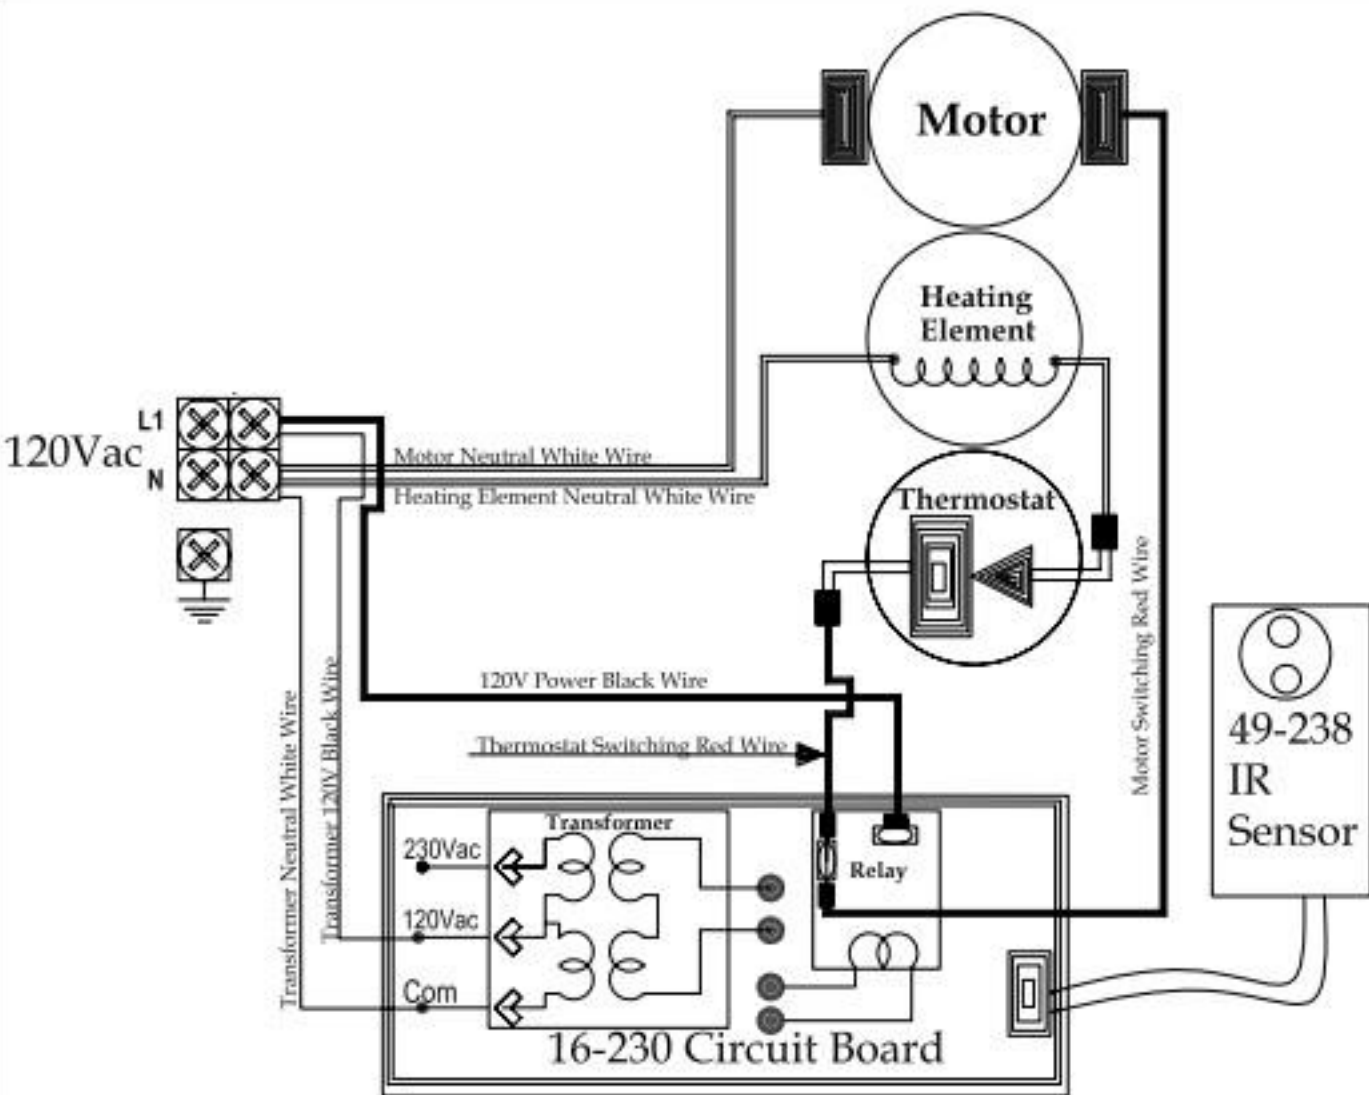 Motor
Heating
Element
L1
120Vac
N
Motor Neutral White Wire
Heating Element Neutral White Wire
Thermostat
Motor Switching Red Wire
120V Power Black Wire
Thermostat Switching Red Wire
Transformer Neutral White Wire
Transformer 120V Black Wire
49-238
IR
Sensor
Transformer
230Vac
Relay
120Vac
Com
16-230 Circuit Board